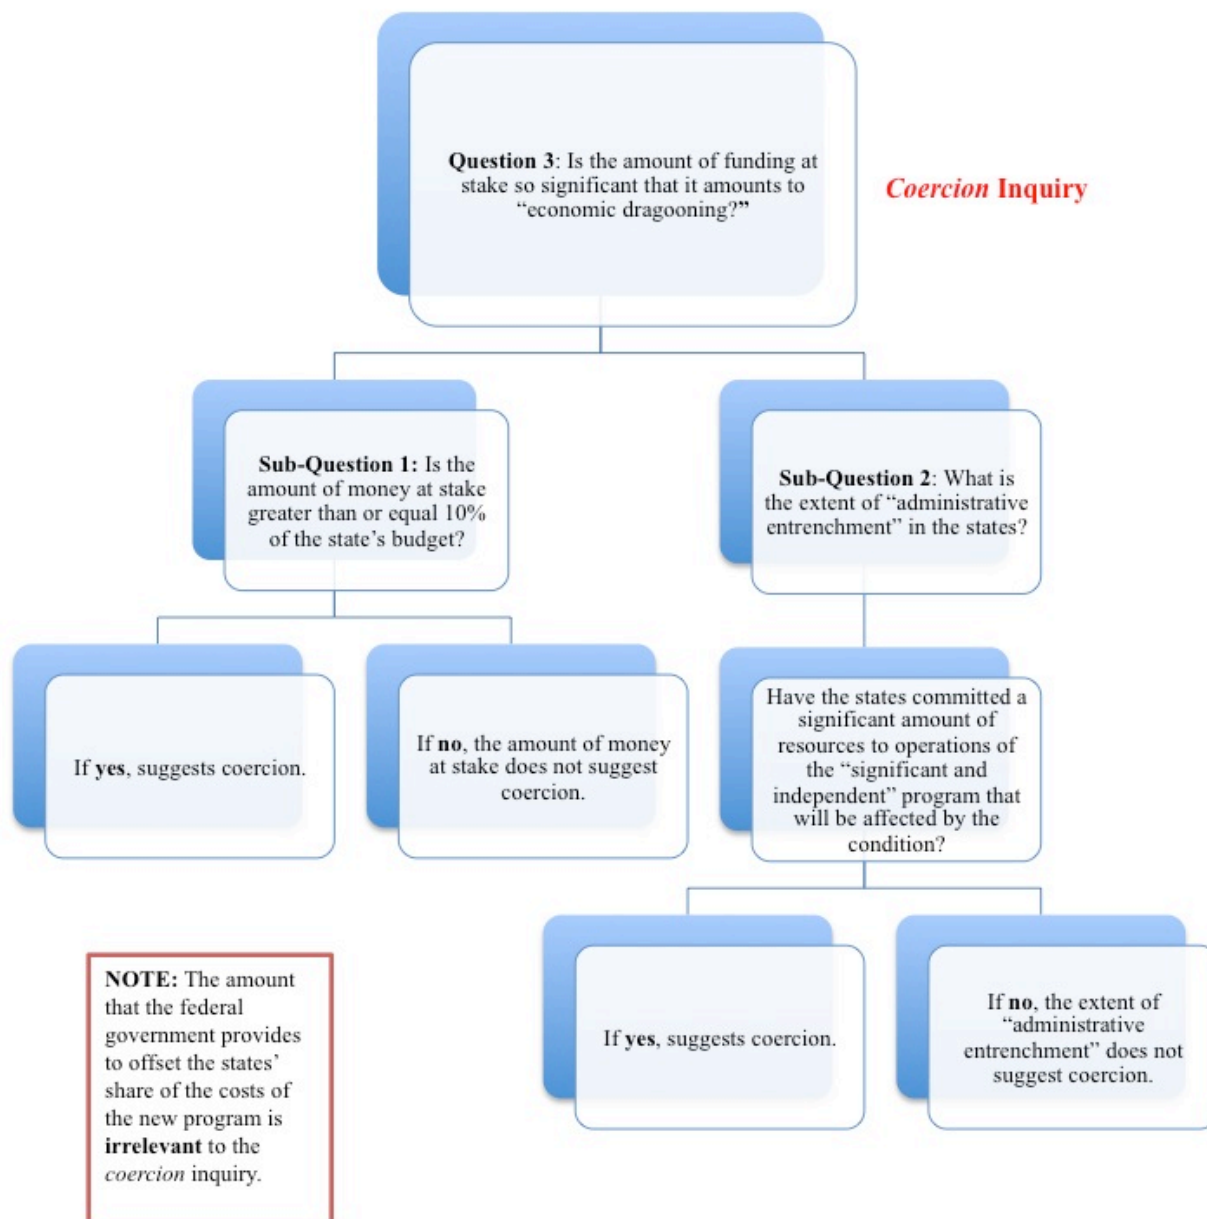 Question 3: Is the amount of funding at
stake so significant that it amounts to
“economic dragooning?”
Coercion Inquiry
Sub-Question 1: Is the
amount of money at stake
greater than or equal 10%
of the state’s budget?
Sub-Question 2: What is
the extent of “administrative
entrenchment” in the states?
If yes, suggests coercion.
If no, the amount of money
at stake does not suggest
coercion.
Have the states committed a
significant amount of
resources to operations of
the “significant and
independent” program that
will be affected by the
condition?
If yes, suggests coercion.
If no, the extent of
“administrative
entrenchment” does not
suggest coercion.
NOTE: The amount
that the federal
government provides
to offset the states’
share of the costs of
the new program is
irrelevant to the
coercion inquiry.